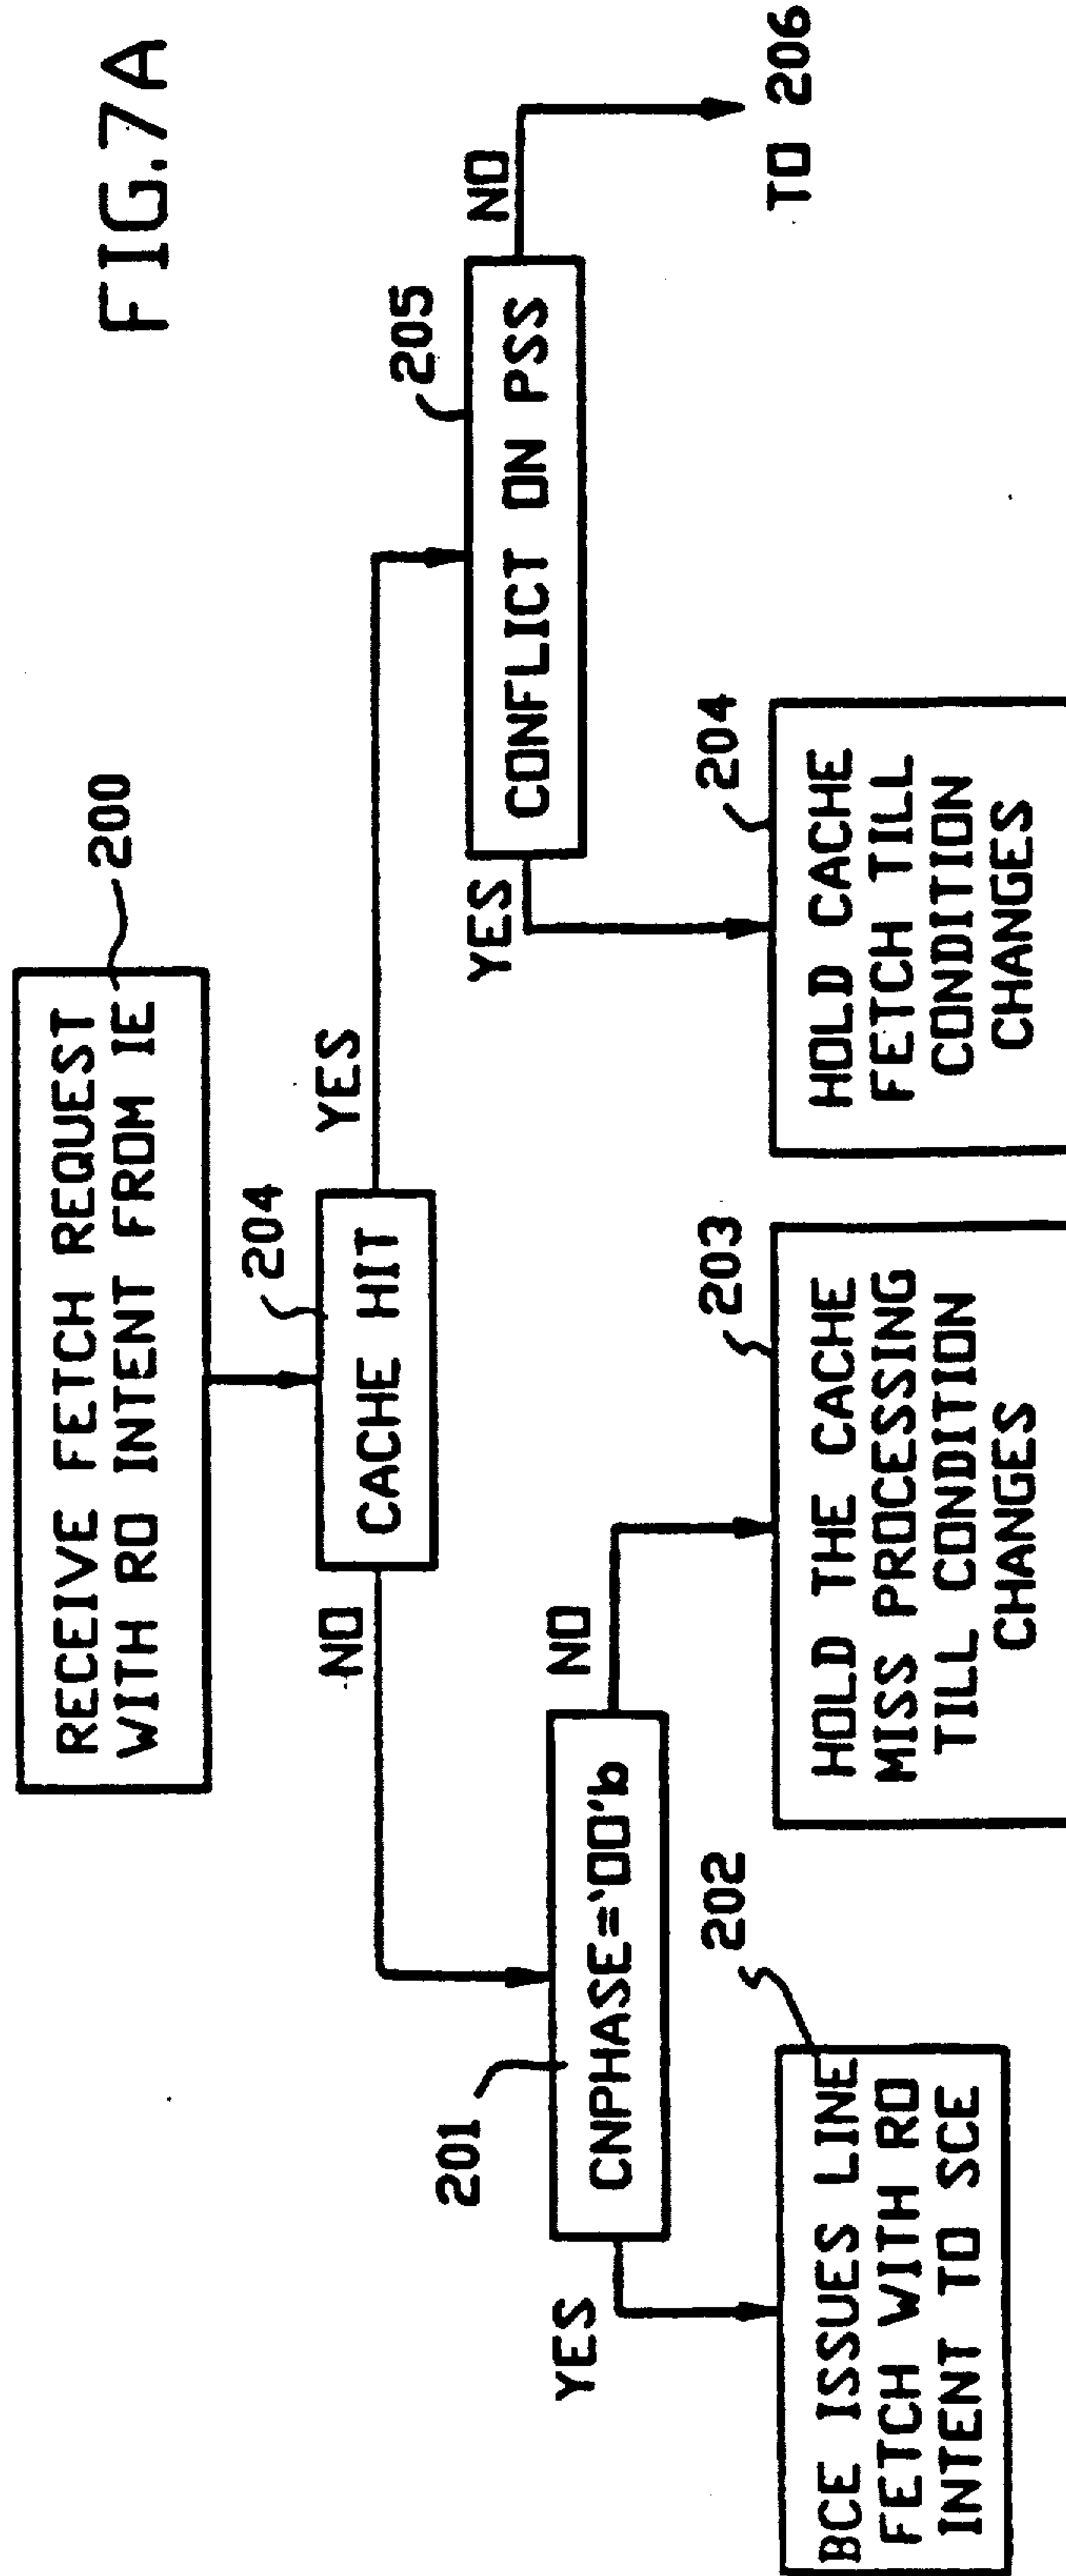 FIG.7A
RECEIVE FETCH REQUEST
WITH RO INTENT FROM IE
200
204
CACHE HIT
NO
YES
201
CNPHASE='00'b
205
CONFLICT ON PSS
YES
NO
YES
NO
202
BCE ISSUES LINE
FETCH WITH RO
INTENT TO SCE
203
HOLD THE CACHE
MISS PROCESSING
TILL CONDITION
CHANGES
204
HOLD CACHE
FETCH TILL
CONDITION
CHANGES
TO 206